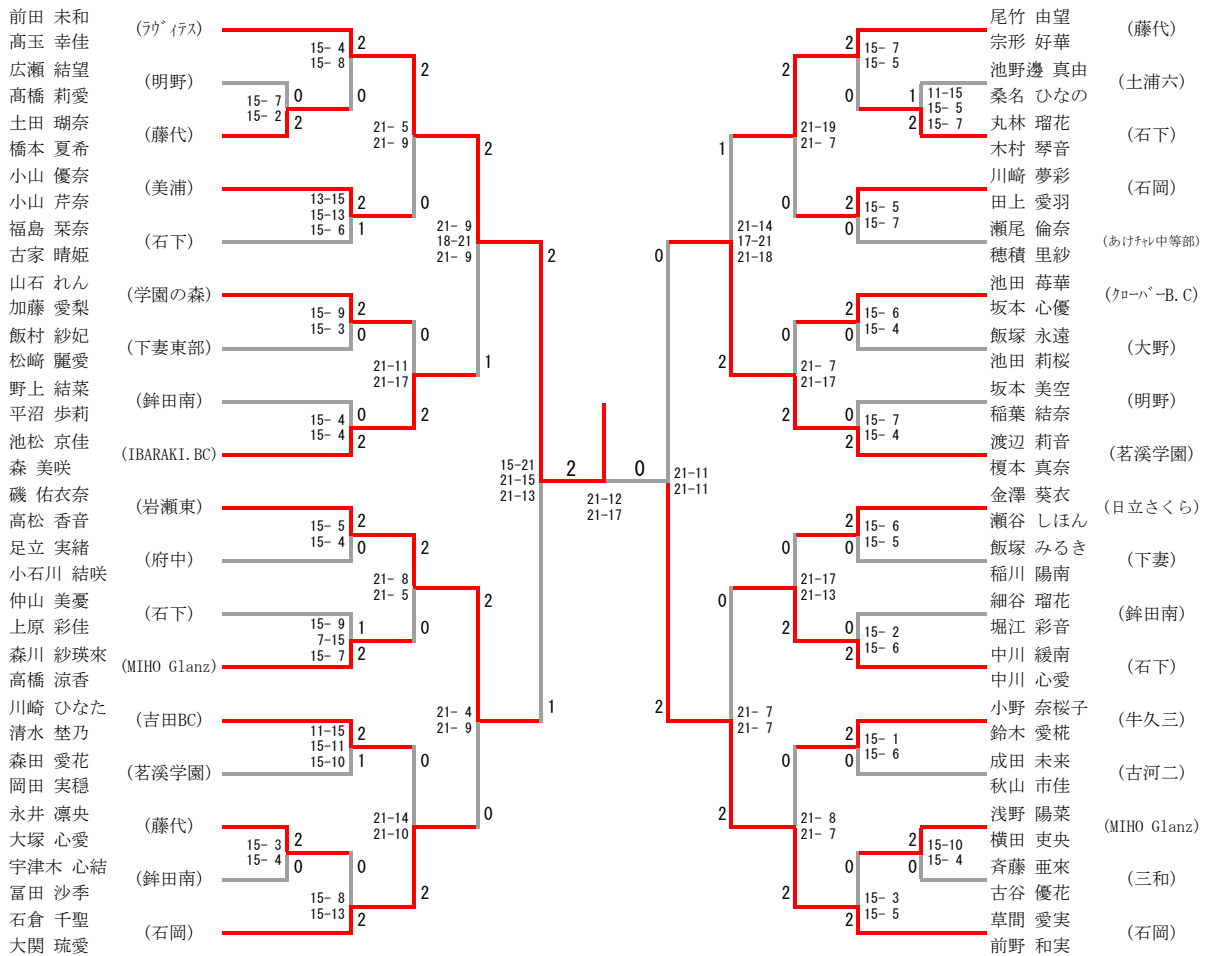 前田 未和
髙玉 幸佳
(ﾗｳﾞｨﾃｽ)
広瀬 結望
髙橋 莉愛
(明野)
土田 瑚奈
橋本 夏希
(藤代)
小山 優奈
小山 芹奈
(美浦)
福島 栞奈
古家 晴姫
(石下)
山石 れん
加藤 愛梨
(学園の森)
飯村 紗妃
松﨑 麗愛
(下妻東部)
野上 結菜
平沼 歩莉
(鉾田南)
池松 京佳
森 美咲
(IBARAKI.BC)
磯 佑衣奈
高松 香音
(岩瀬東)
足立 実緒
小石川 結咲
(府中)
仲山 美憂
上原 彩佳
(石下)
森川 紗瑛來
高橋 涼香
(MIHO Glanz)
川崎 ひなた
清水 埜乃
(吉田BC)
森田 愛花
岡田 実穏
(茗溪学園)
永井 凛央
大塚 心愛
(藤代)
宇津木 心結
冨田 沙季
(鉾田南)
石倉 千聖
大関 琉愛
(石岡)
15- 7
15- 2
0
2
15- 3
15- 4
2
0
15- 4
15- 8
2
0
13-15
15-13
15- 6
2
1
15- 9
15- 3
2
0
15- 4
15- 4
0
2
15- 5
15- 4
2
0
15- 9
7-15
15- 7
1
2
11-15
15-11
15-10
2
1
15- 8
15-13
0
2
21- 5
21- 9
2
0
21-11
21-17
0
2
21- 8
21- 5
2
0
21-14
21-10
0
2
21- 9
18-21
21- 9
2
1
21- 4
21- 9
2
0
15-21
21-15
21-13
2
1
2
0
21-12
21-17
21-11
21-11
0
2
21-14
17-21
21-18
1
2
21- 7
21- 7
0
2
21-19
21- 7
2
0
21- 7
21-17
0
2
21-17
21-13
0
2
21- 8
21- 7
0
2
15- 7
15- 5
2
0
15- 5
15- 7
2
0
15- 6
15- 4
2
0
15- 7
15- 4
0
2
15- 6
15- 5
2
0
15- 2
15- 6
0
2
15- 1
15- 6
2
0
15- 3
15- 5
0
2
11-15
15- 5
15- 7
1
2
15-10
15- 4
2
0
尾竹 由望
宗形 好華
(藤代)
池野邊 真由
桑名 ひなの
(土浦六)
丸林 瑠花
木村 琴音
(石下)
川﨑 夢彩
田上 愛羽
(石岡)
瀬尾 倫奈
穂積 里紗
(あけﾁｬﾚ中等部)
池田 苺華
坂本 心優
(ｸﾛｰﾊﾞｰB.C)
飯塚 永遠
池田 莉桜
(大野)
坂本 美空
稲葉 結奈
(明野)
渡辺 莉音
榎本 真奈
(茗溪学園)
金澤 葵衣
瀬谷 しほん
(日立さくら)
飯塚 みるき
稲川 陽南
(下妻)
細谷 瑠花
堀江 彩音
(鉾田南)
中川 緩南
中川 心愛
(石下)
小野 奈桜子
鈴木 愛椛
(牛久三)
成田 未来
秋山 市佳
(古河二)
浅野 陽菜
横田 吏央
(MIHO Glanz)
斉藤 亜來
古谷 優花
(三和)
草間 愛実
前野 和実
(石岡)